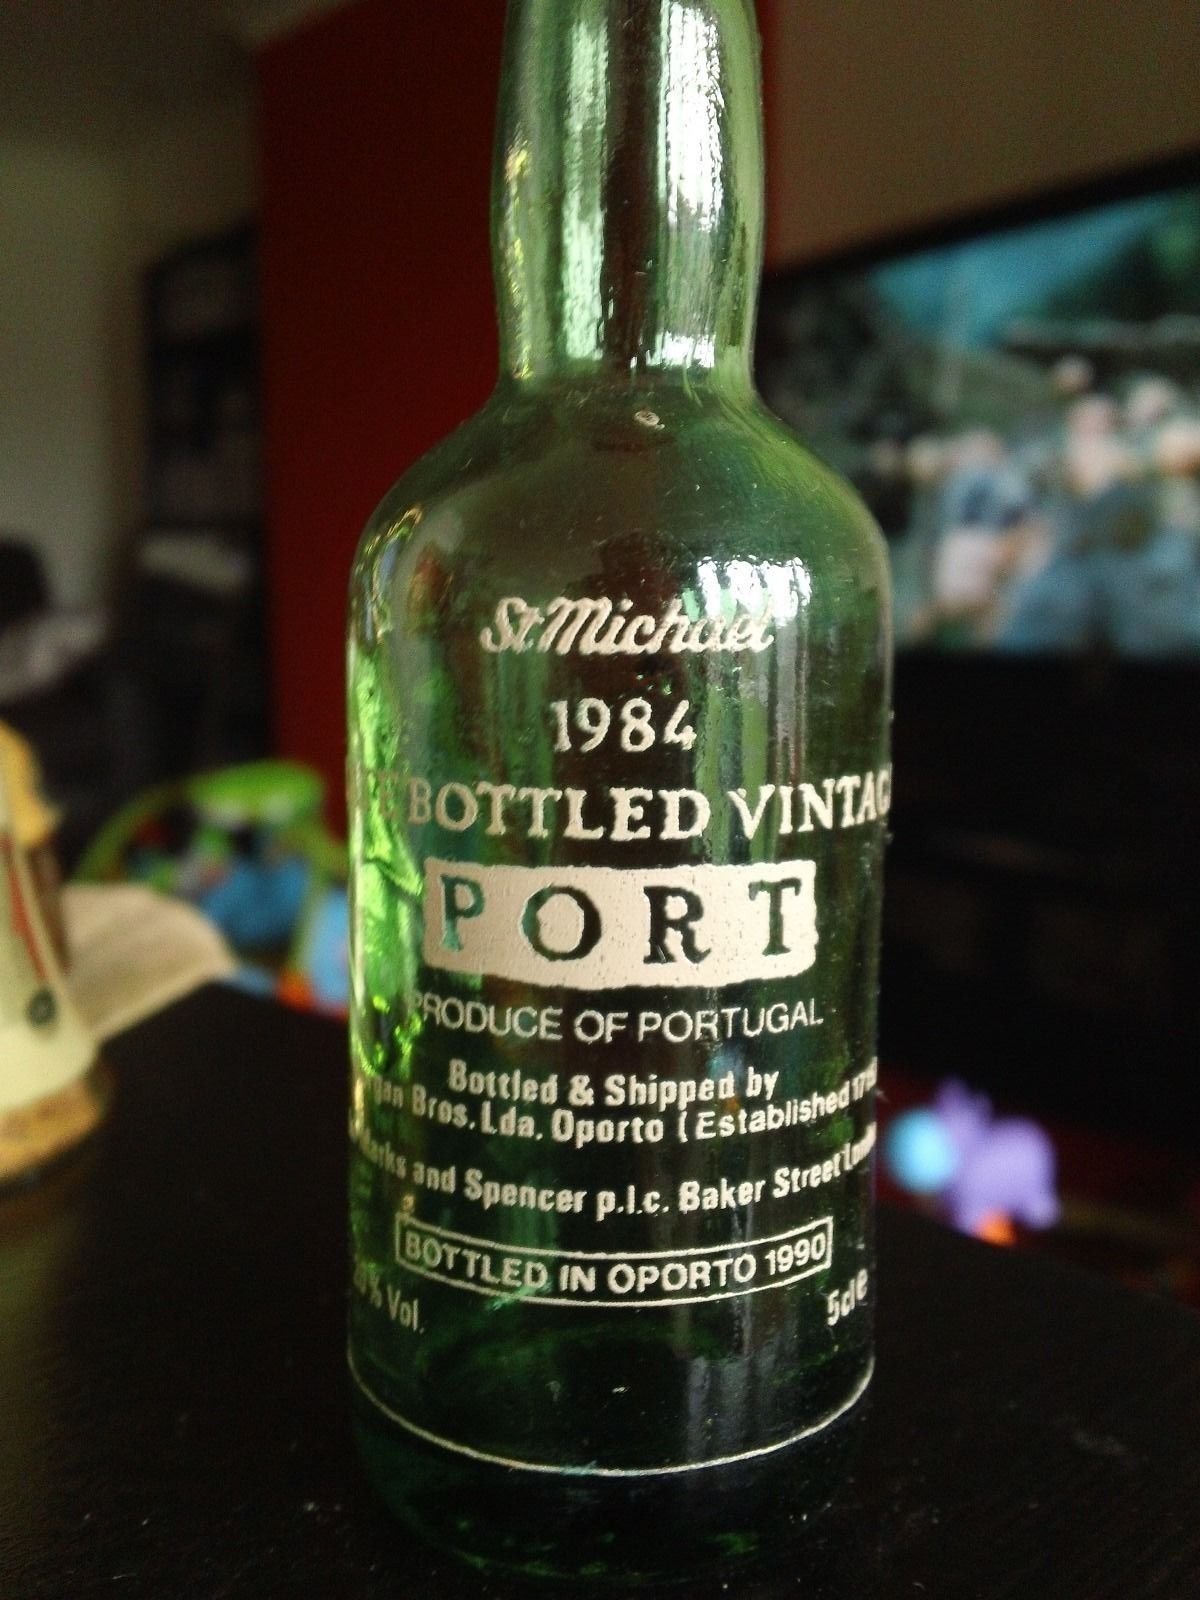 St Michael
1984
BOTTLED VINTAG
PORT
PRODUCE OF PORTUGAL
Bottled & Shipped by
Bros. Lda. Oporto (Established
Marks and Spencer p.l.c. Baker Street
BOTTLED IN OPORTO 1990
% Vol.
5cl e